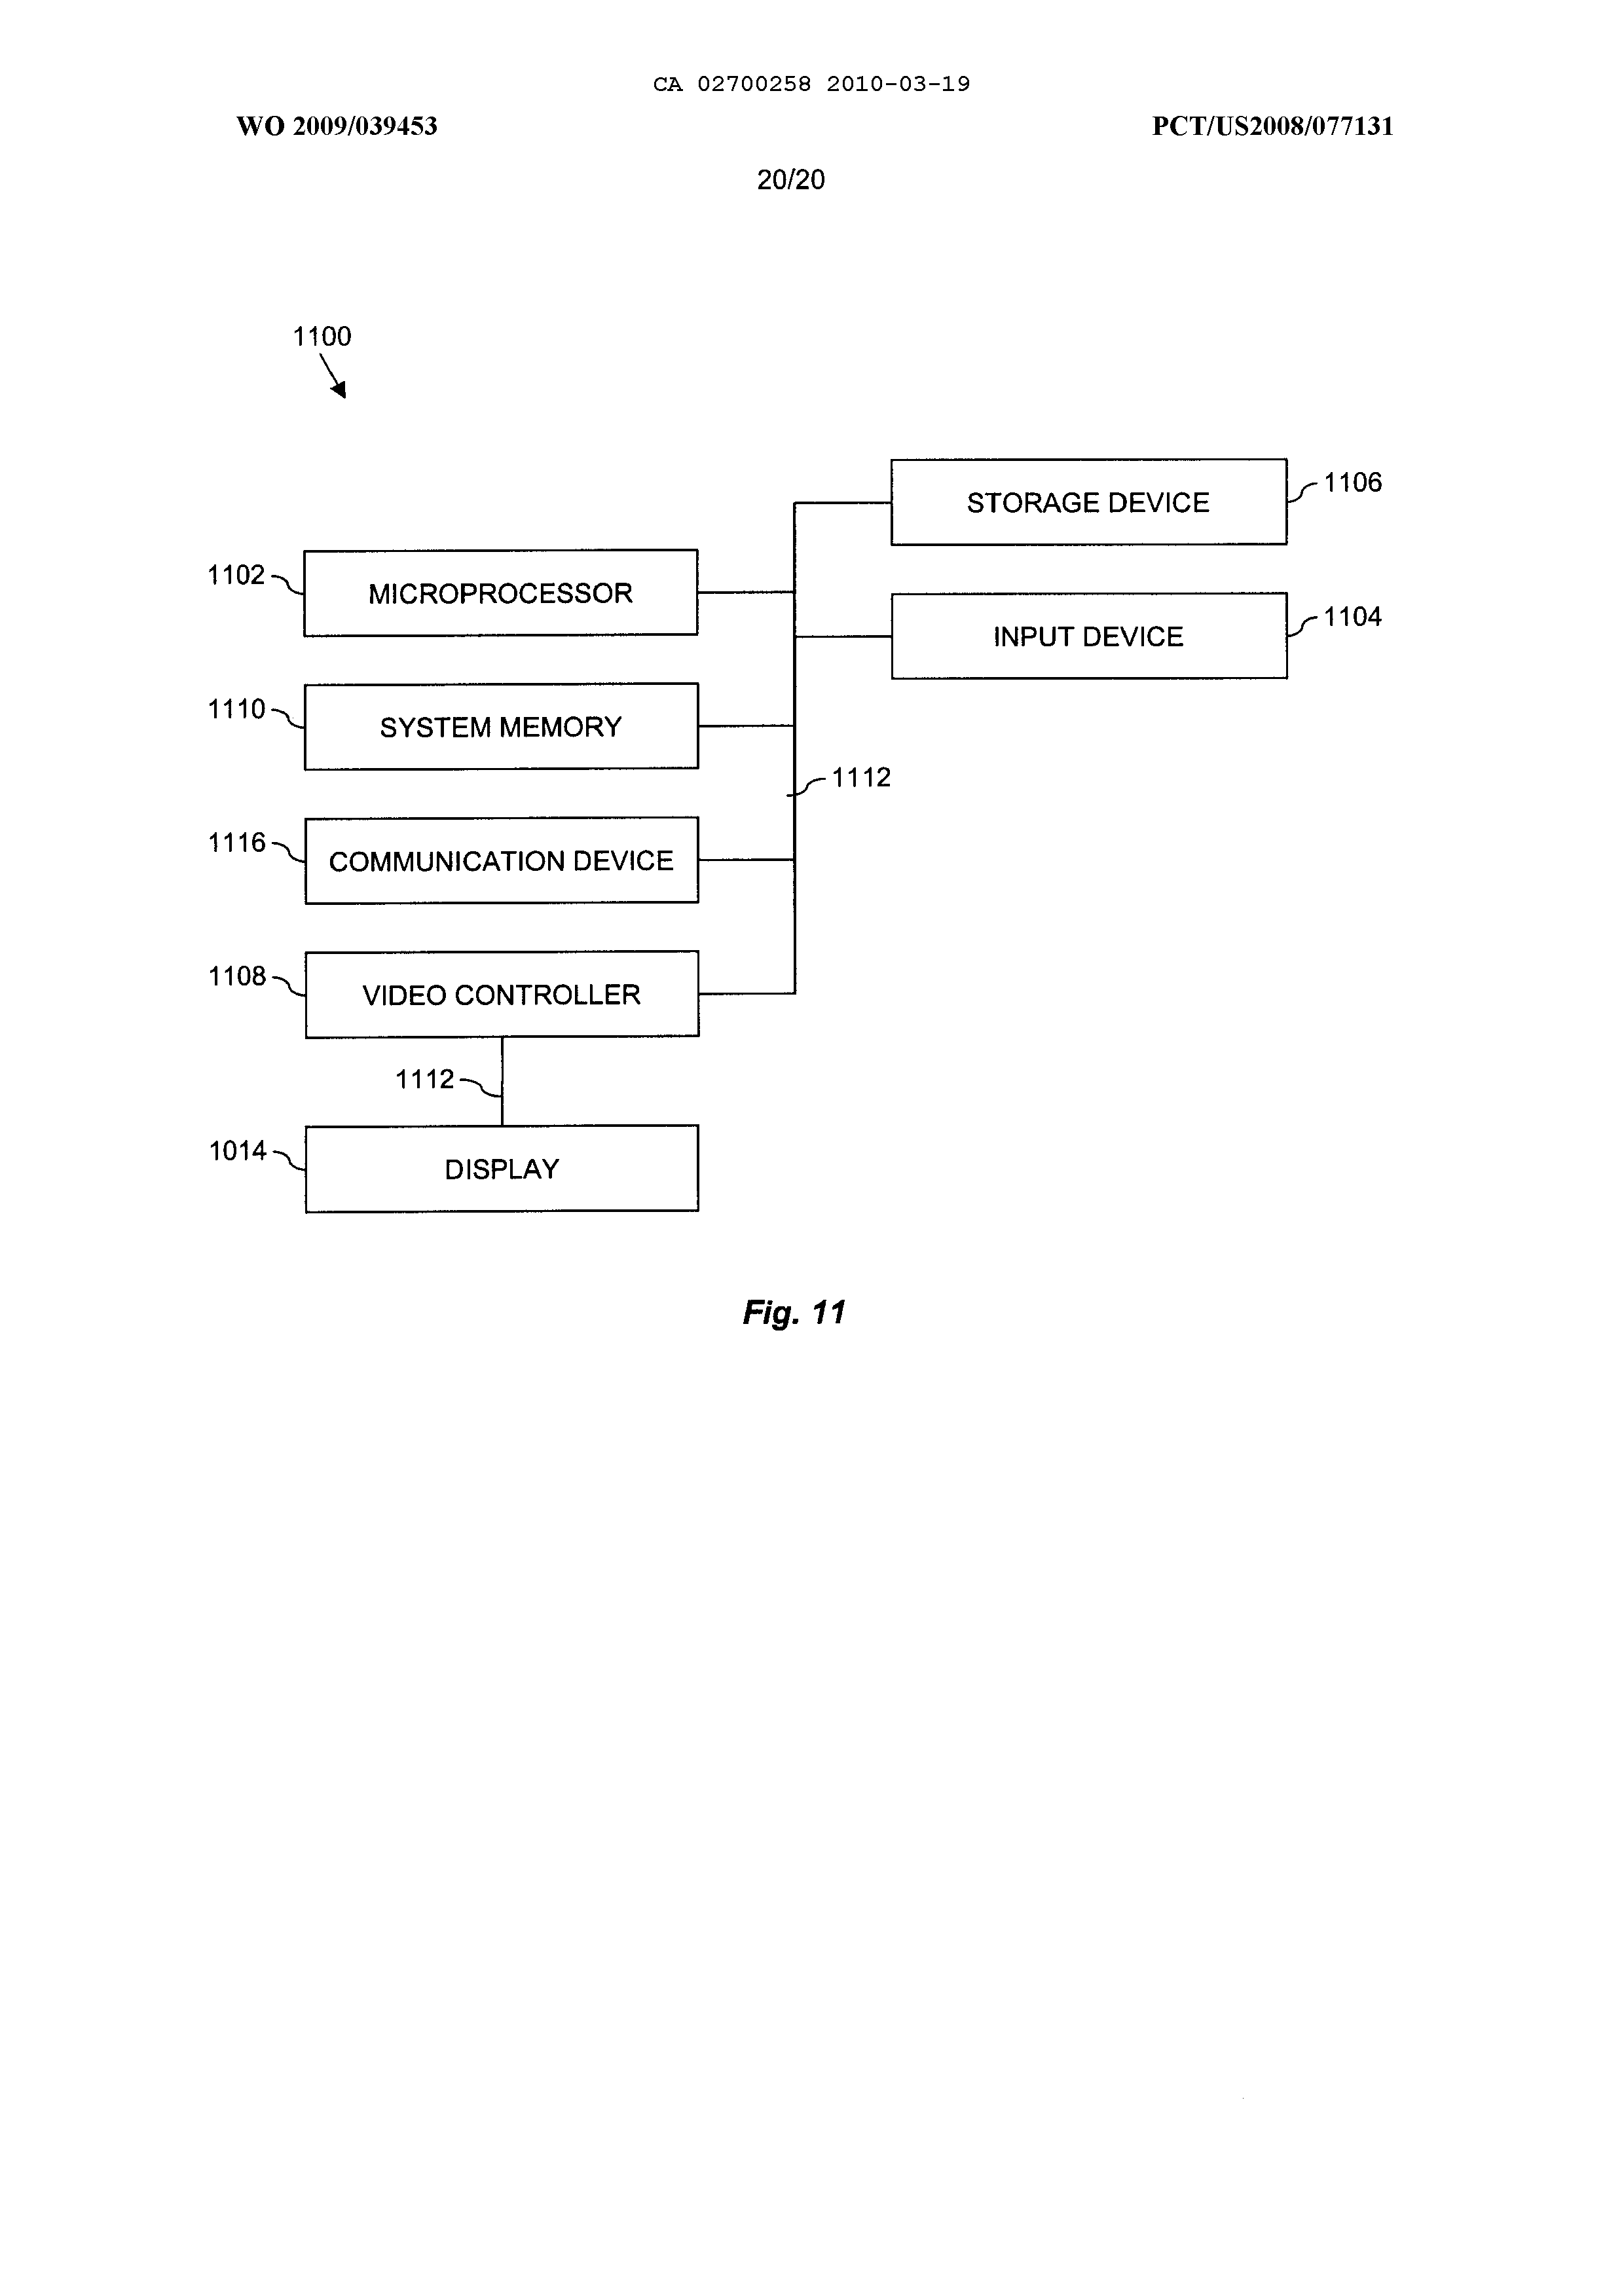 CA 02700258 2010-03-19
WO 2009/039453
PCT/US2008/077131
20/20
1100
STORAGE DEVICE
1106
1102
MICROPROCESSOR
INPUT DEVICE
1104
1110
SYSTEM MEMORY
1112
1116
COMMUNICATION DEVICE
1108
VIDEO CONTROLLER
1112
1014
DISPLAY
Fig. 11